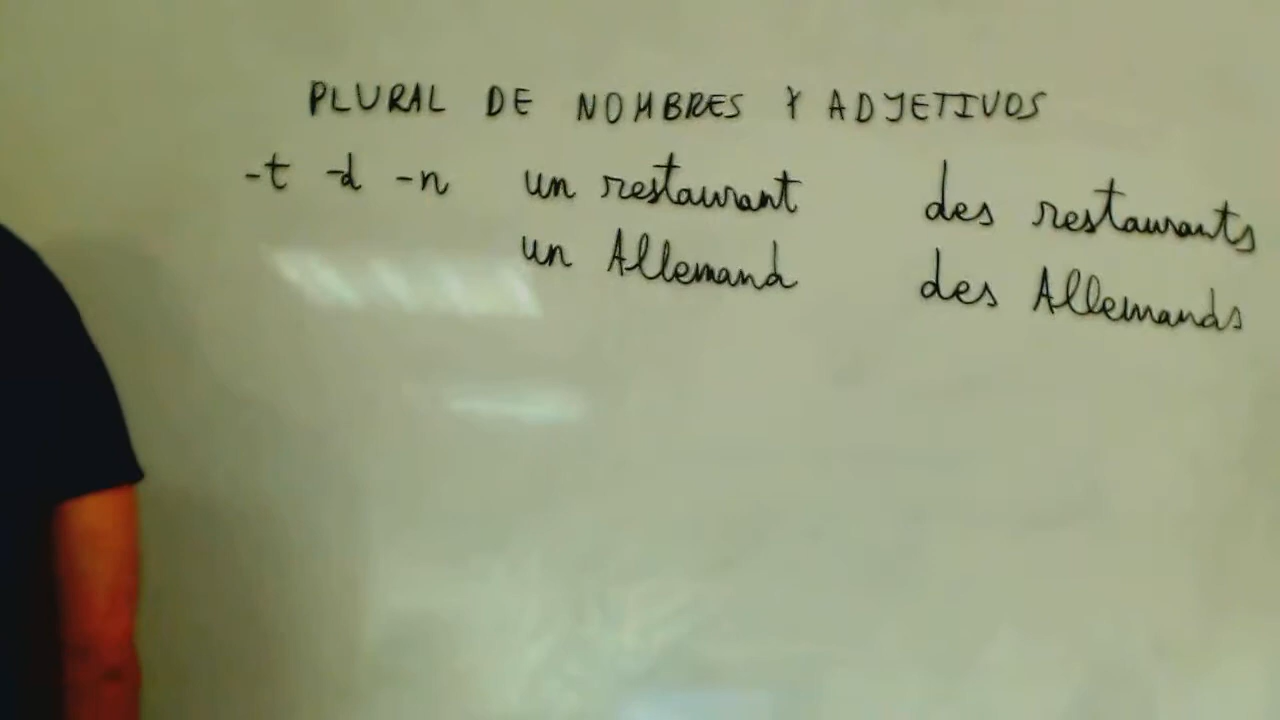 PLURAL DE NOMBRES Y ADJETIVOS
-t -d -n un restaurant des restaurants
un Allemand des Allemands